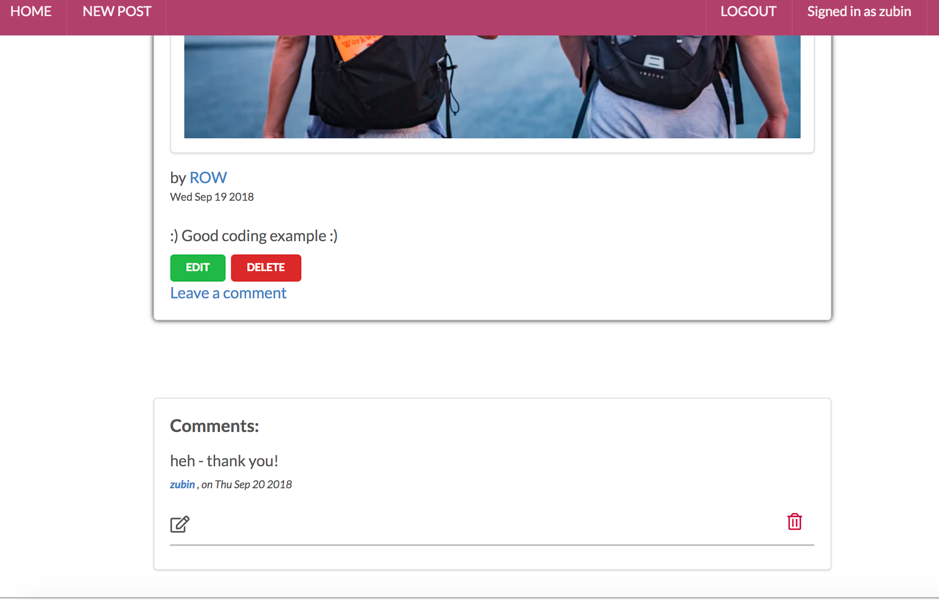 HOME NEW POST LOGOUT Signed in as zubin
by ROW
Wed Sep 19 2018
:) Good coding example :)
EDIT DELETE
Leave a comment
Comments:
heh - thank you!
zubin , on Thu Sep 20 2018